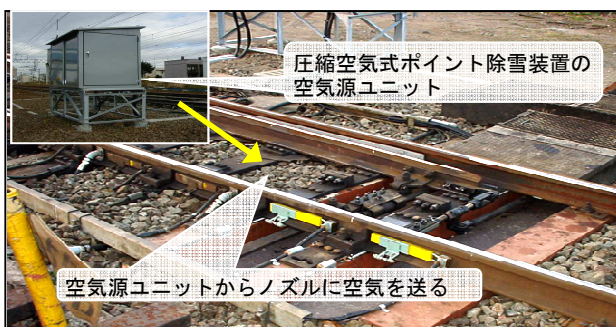 圧縮空気式ポイント除雪装置の
空気源ユニット
空気源ユニットからノズルに空気を送る